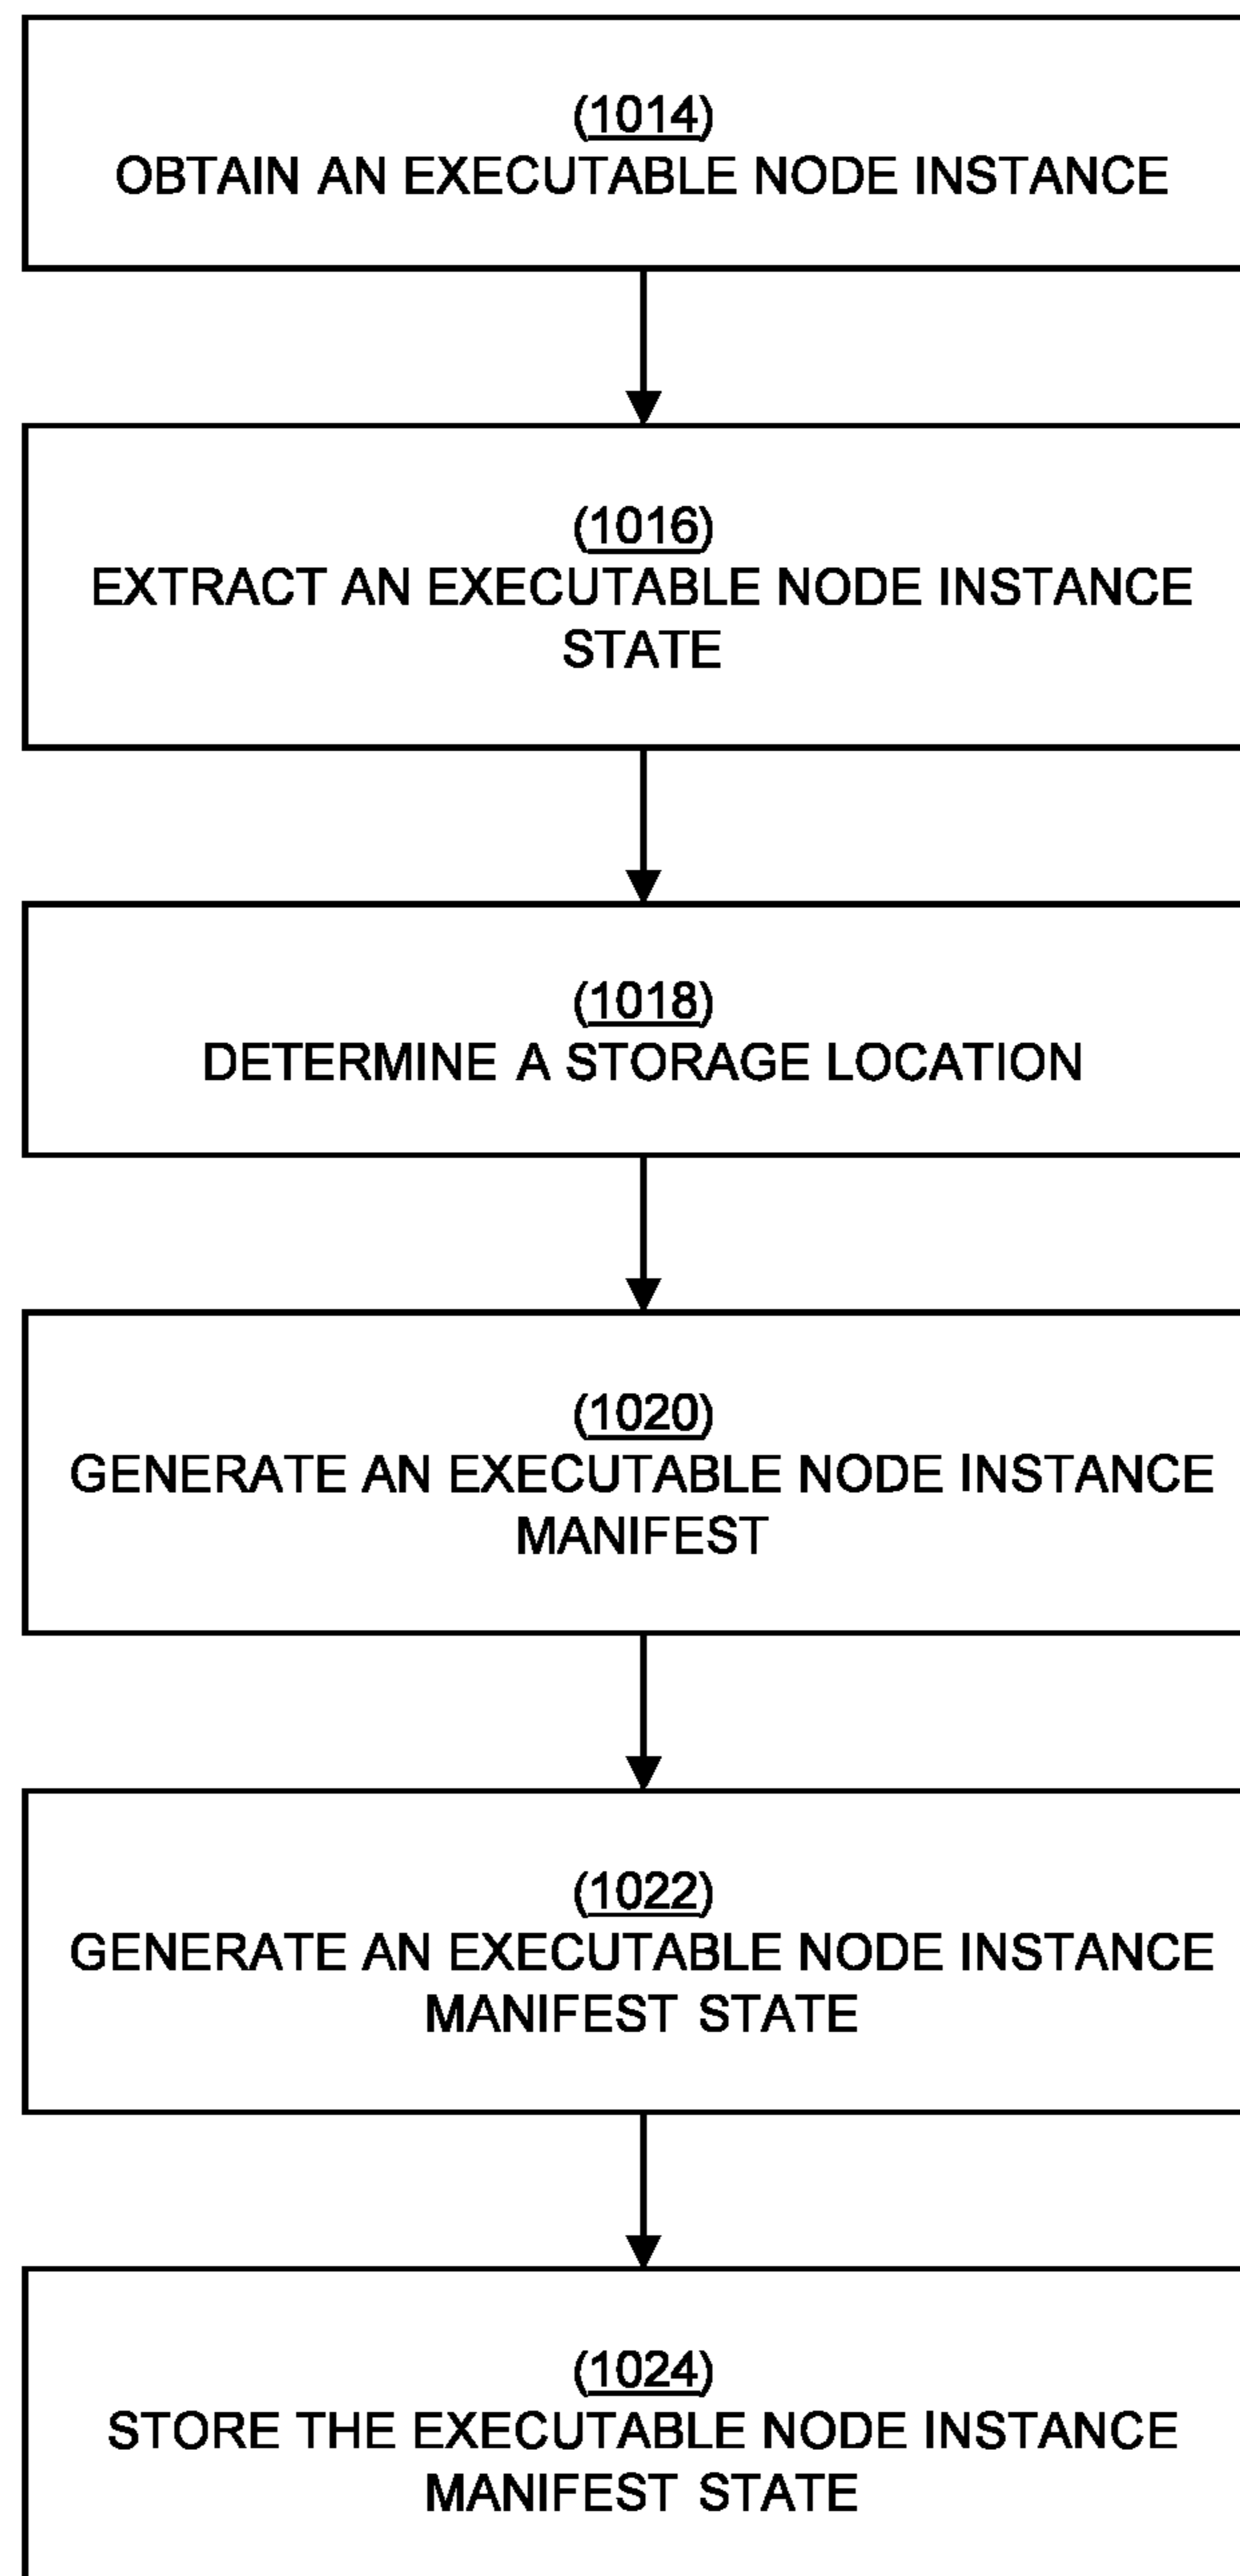 (1014)
OBTAIN AN EXECUTABLE NODE INSTANCE
(1016)
EXTRACT AN EXECUTABLE NODE INSTANCE
STATE
(1018)
DETERMINE A STORAGE LOCATION
(1020)
GENERATE AN EXECUTABLE NODE INSTANCE
MANIFEST
(1022)
GENERATE AN EXECUTABLE NODE INSTANCE
MANIFEST STATE
(1024)
STORE THE EXECUTABLE NODE INSTANCE
MANIFEST STATE